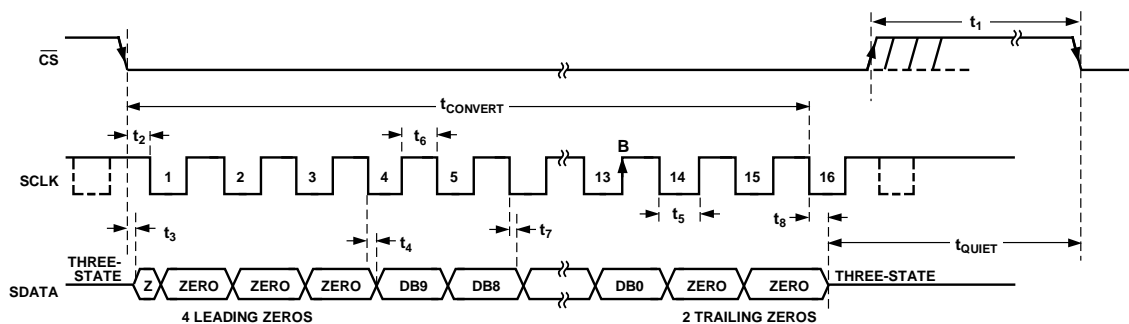 t1
CS
tCONVERT
t2
t6
B
SCLK
1 2 3 4 5 13 14 15 16
t3
t4
t7
t5
t8
tQUIET
THREE-
STATE
SDATA
Z ZERO ZERO ZERO DB9 DB8 DB0 ZERO ZERO
THREE-STATE
4 LEADING ZEROS
2 TRAILING ZEROS